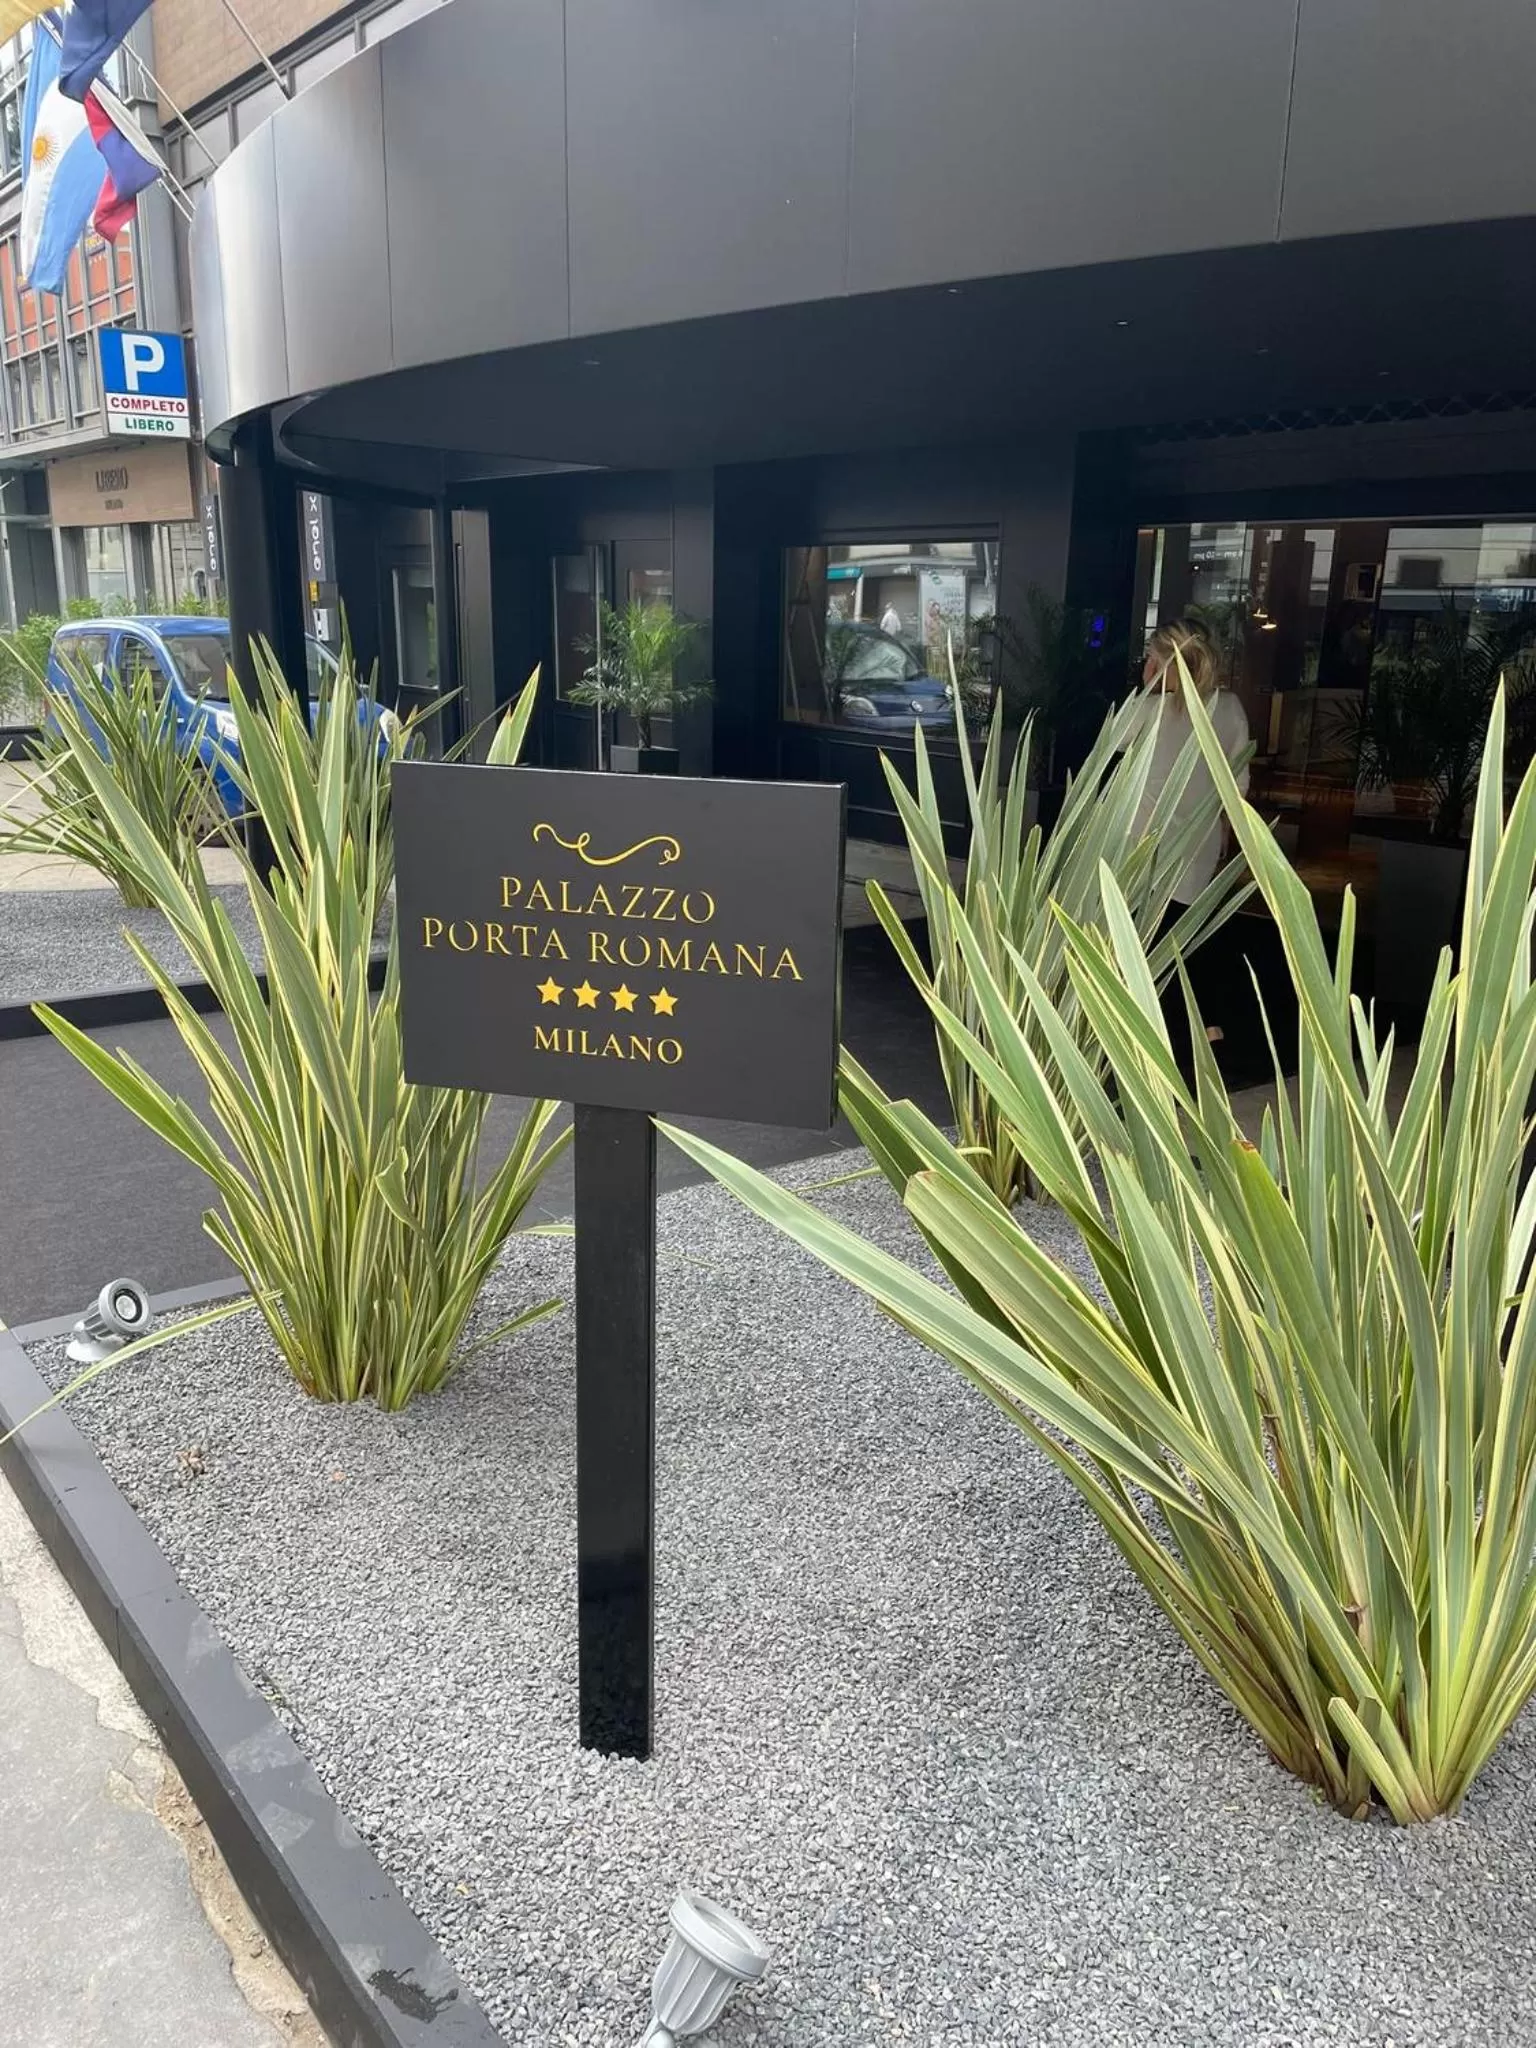 P
COMPLETO
LIBERO
PALAZZO
PORTA ROMANA
MILANO